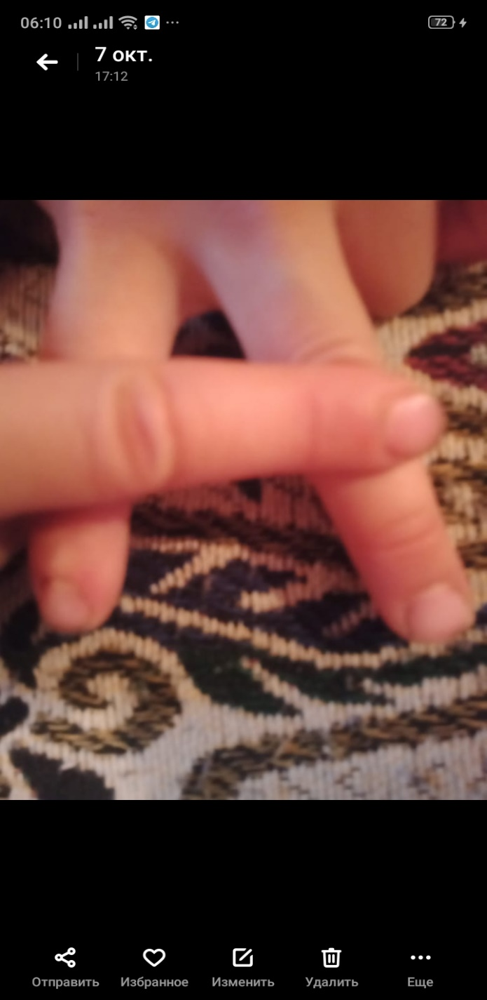 06:10
72
7 окт.
17:12
Отправить
Избранное
Изменить
Удалить
Еще